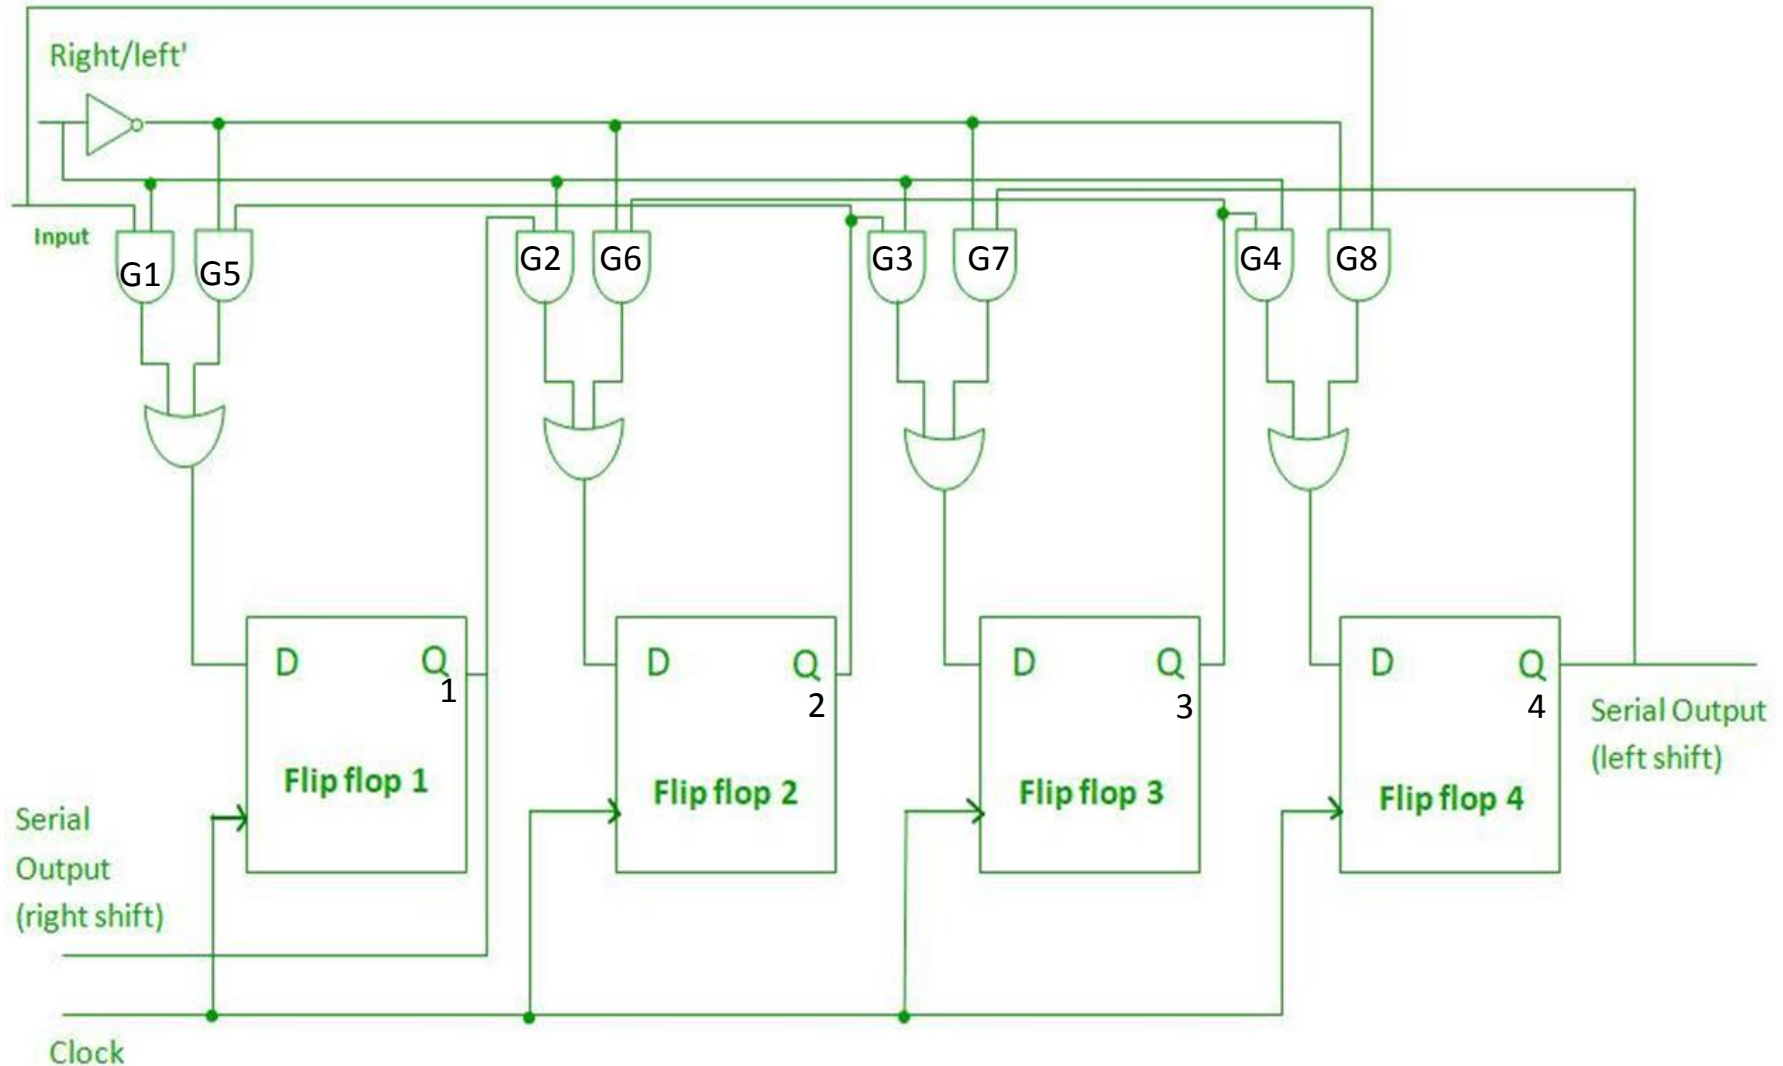 Right/left'
Input
G1
G5
G2
G6
G3
G7
G4
G8
D
Q
1
Flip flop 1
D
Q
2
Flip flop 2
D
Q
3
Flip flop 3
D
Q
4
Flip flop 4
Serial Output
(left shift)
Serial
Output
(right shift)
Clock